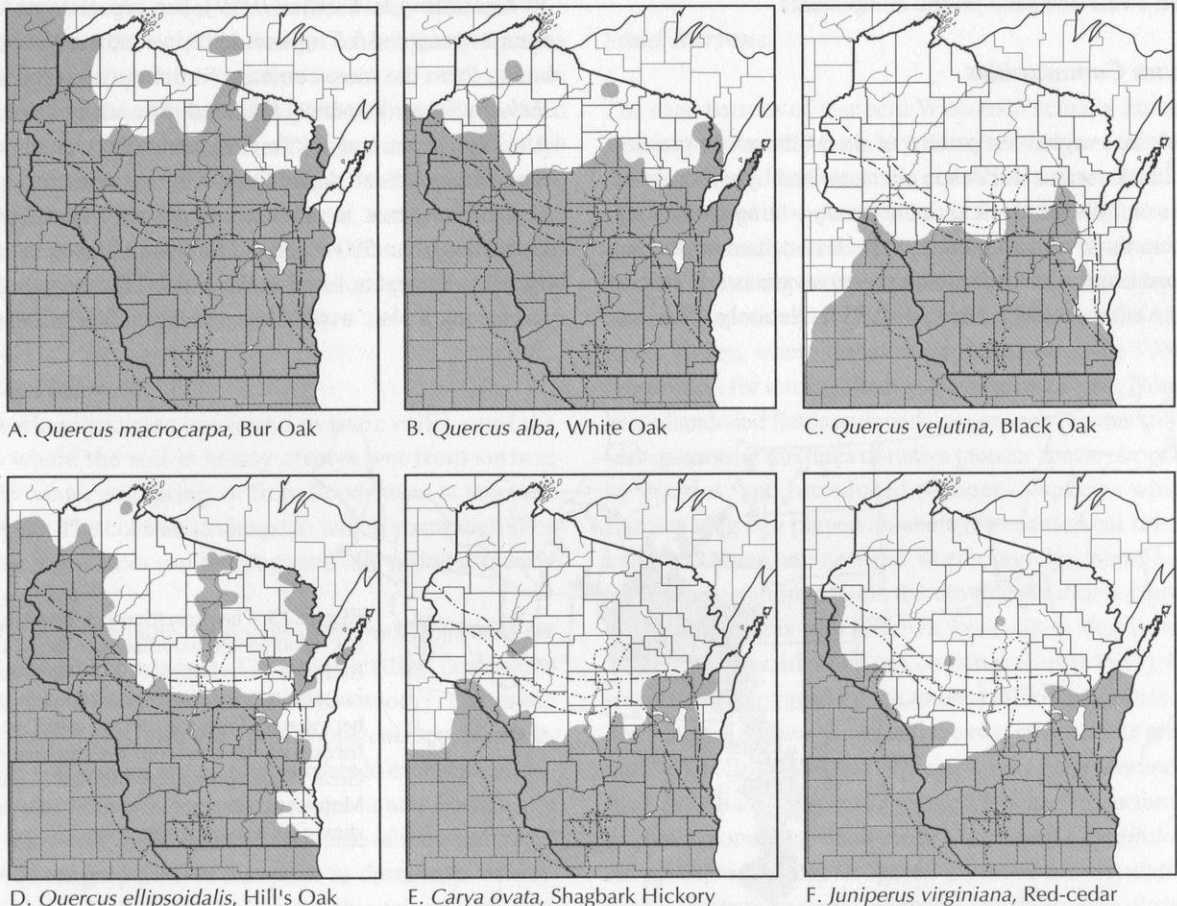 A. Quercus macrocarpa, Bur Oak
B. Quercus alba, White Oak
C. Quercus velutina, Black Oak
D. Quercus ellipsoidalis, Hill's Oak
E. Carya ovata, Shagbark Hickory
F. Juniperus virginiana, Red-cedar